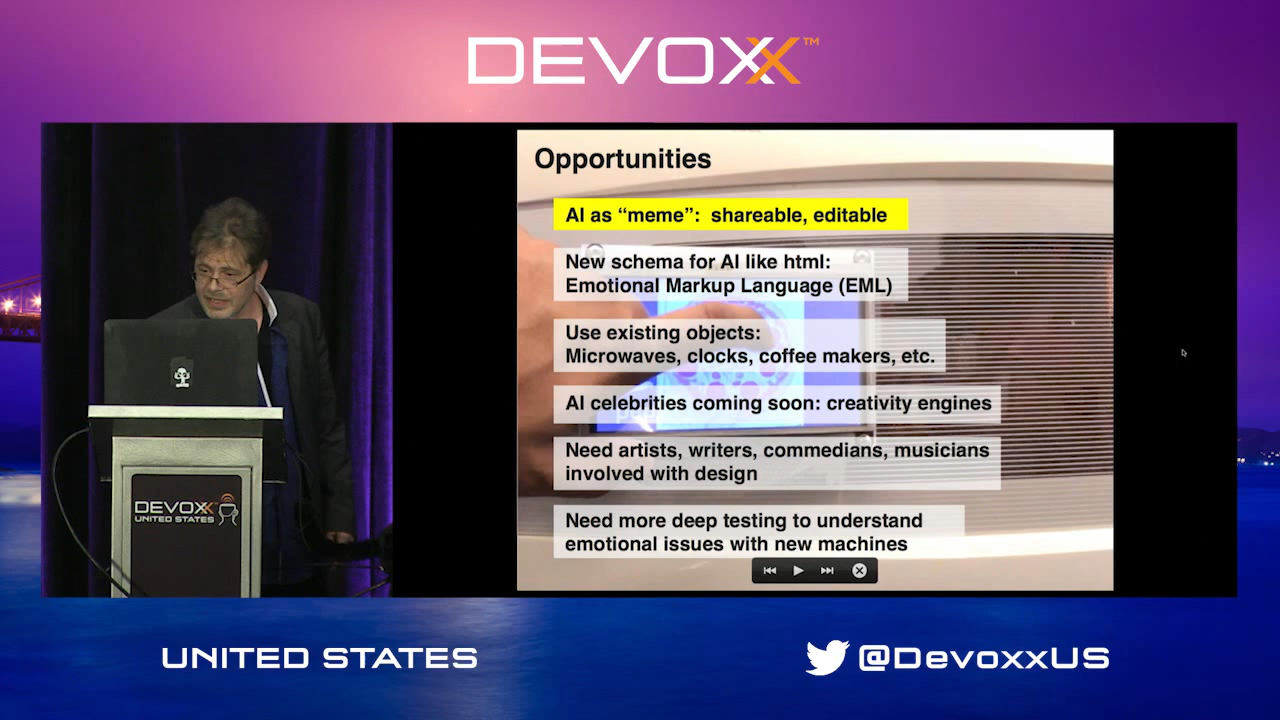 DEVOXX™
Opportunities
AI as “meme”: shareable, editable
New schema for AI like html:
Emotional Markup Language (EML)
Use existing objects:
Microwaves, clocks, coffee makers, etc.
AI celebrities coming soon: creativity engines
Need artists, writers, commedians, musicians
involved with design
Need more deep testing to understand
emotional issues with new machines
DEVOXX
UNITED STATES
UNITED STATES
@DevoxxUS